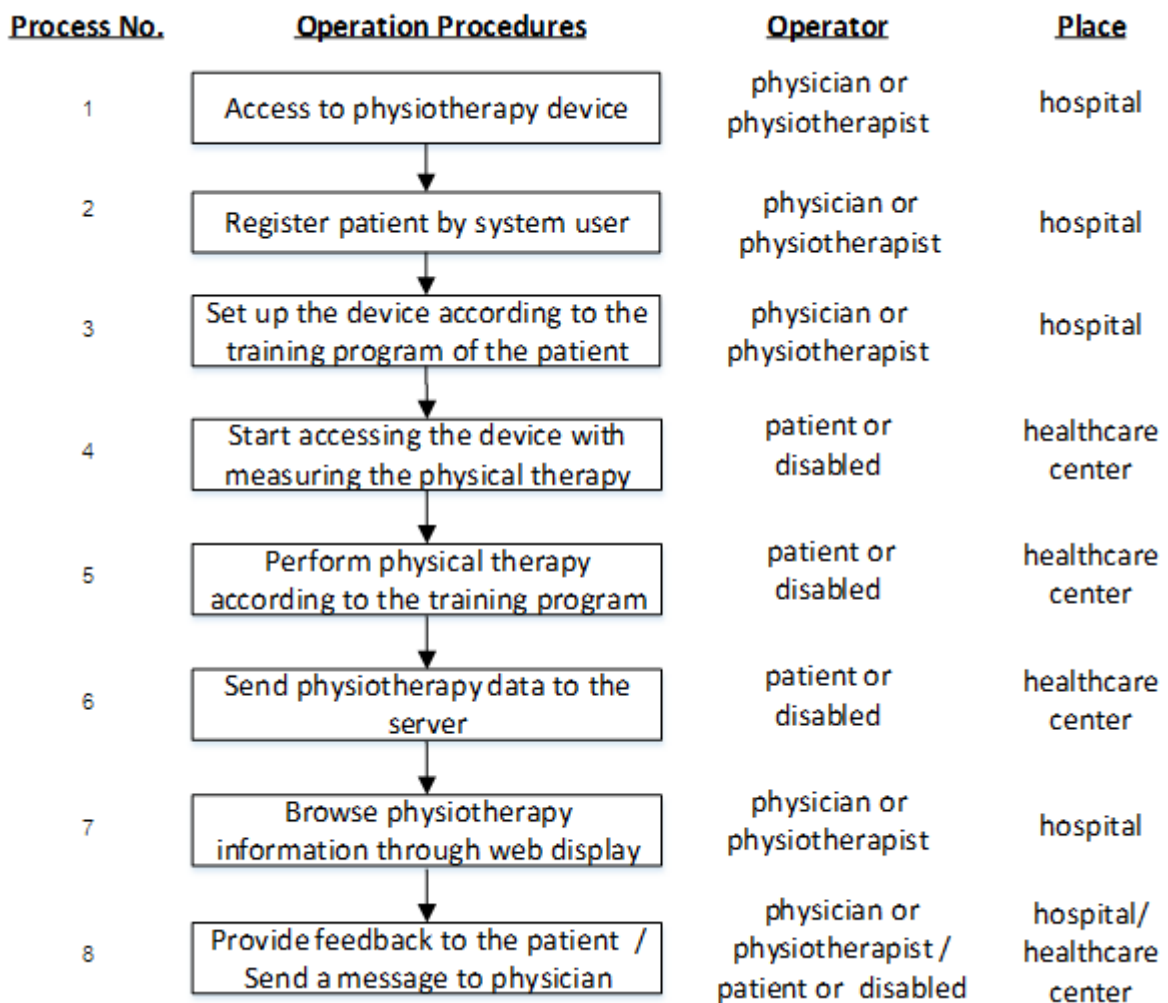 Process No. Operation Procedures Operator Place
1 Access to physiotherapy device physician or physiotherapist hospital
2 Register patient by system user physician or physiotherapist hospital
3 Set up the device according to the training program of the patient physician or physiotherapist hospital
4 Start accessing the device with measuring the physical therapy patient or disabled healthcare center
5 Perform physical therapy according to the training program patient or disabled healthcare center
6 Send physiotherapy data to the server patient or disabled healthcare center
7 Browse physiotherapy information through web display physician or physiotherapist hospital
8 Provide feedback to the patient / Send a message to physician physician or physiotherapist / patient or disabled hospital/ healthcare center